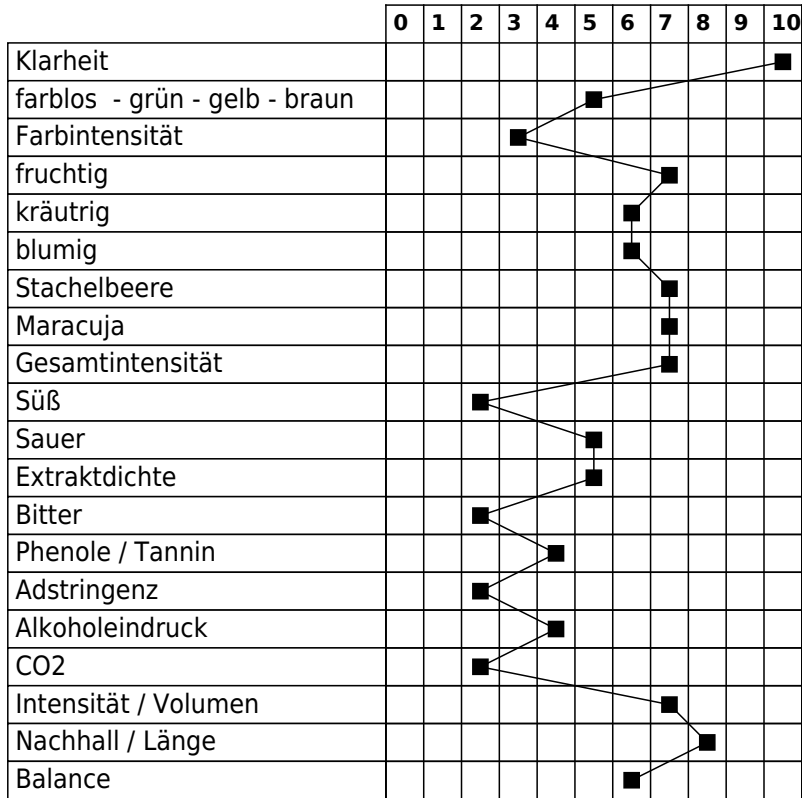 0 1 2 3 4 5 6 7 8 9 10
Klarheit
farblos - grün - gelb - braun
Farbintensität
fruchtig
kräutrig
blumig
Stachelbeere
Maracuja
Gesamtintensität
Süß
Sauer
Extraktdichte
Bitter
Phenole / Tannin
Adstringenz
Alkoholeindruck
CO2
Intensität / Volumen
Nachhall / Länge
Balance